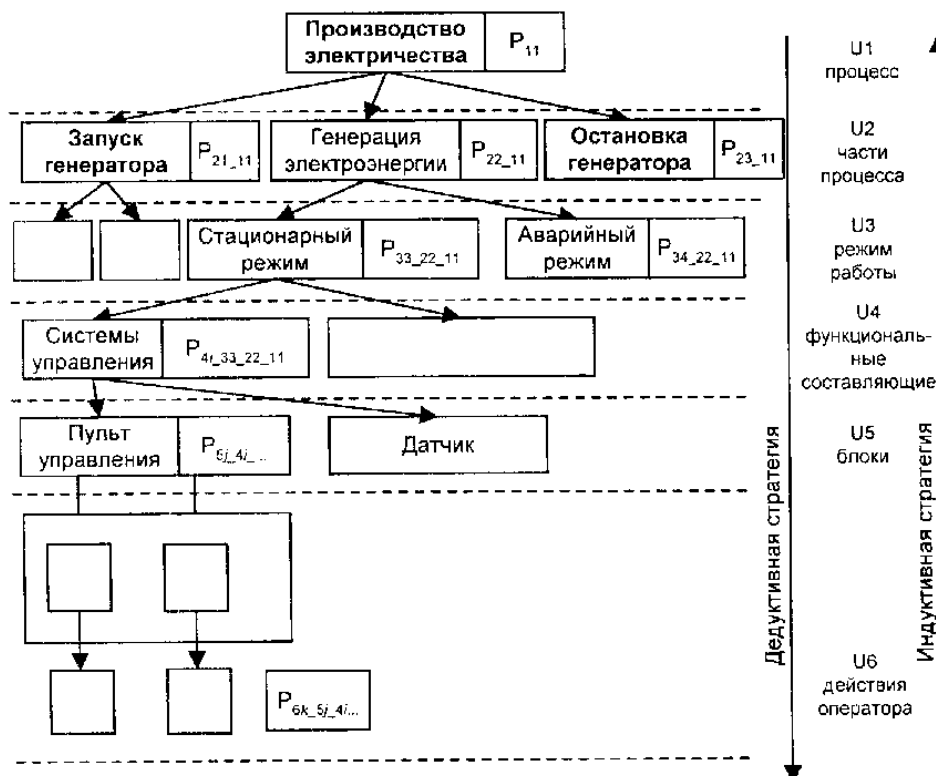 Производство
электричества
P11
U1
процесс
Запуск
генератора
P21_11
Генерация
электроэнергии
P22_11
Остановка
генератора
P23_11
U2
части
процесса
Стационарный
режим
P33_22_11
Аварийный
режим
P34_22_11
U3
режим
работы
Системы
управления
P4i_33_22_11
U4
функциональ-
ные
составляющие
Пульт
управления
P5j_4i_...
Датчик
U5
блоки
Дедуктивная стратегия
Индуктивная стратегия
P6k_5j_4i...
U6
действия
оператора